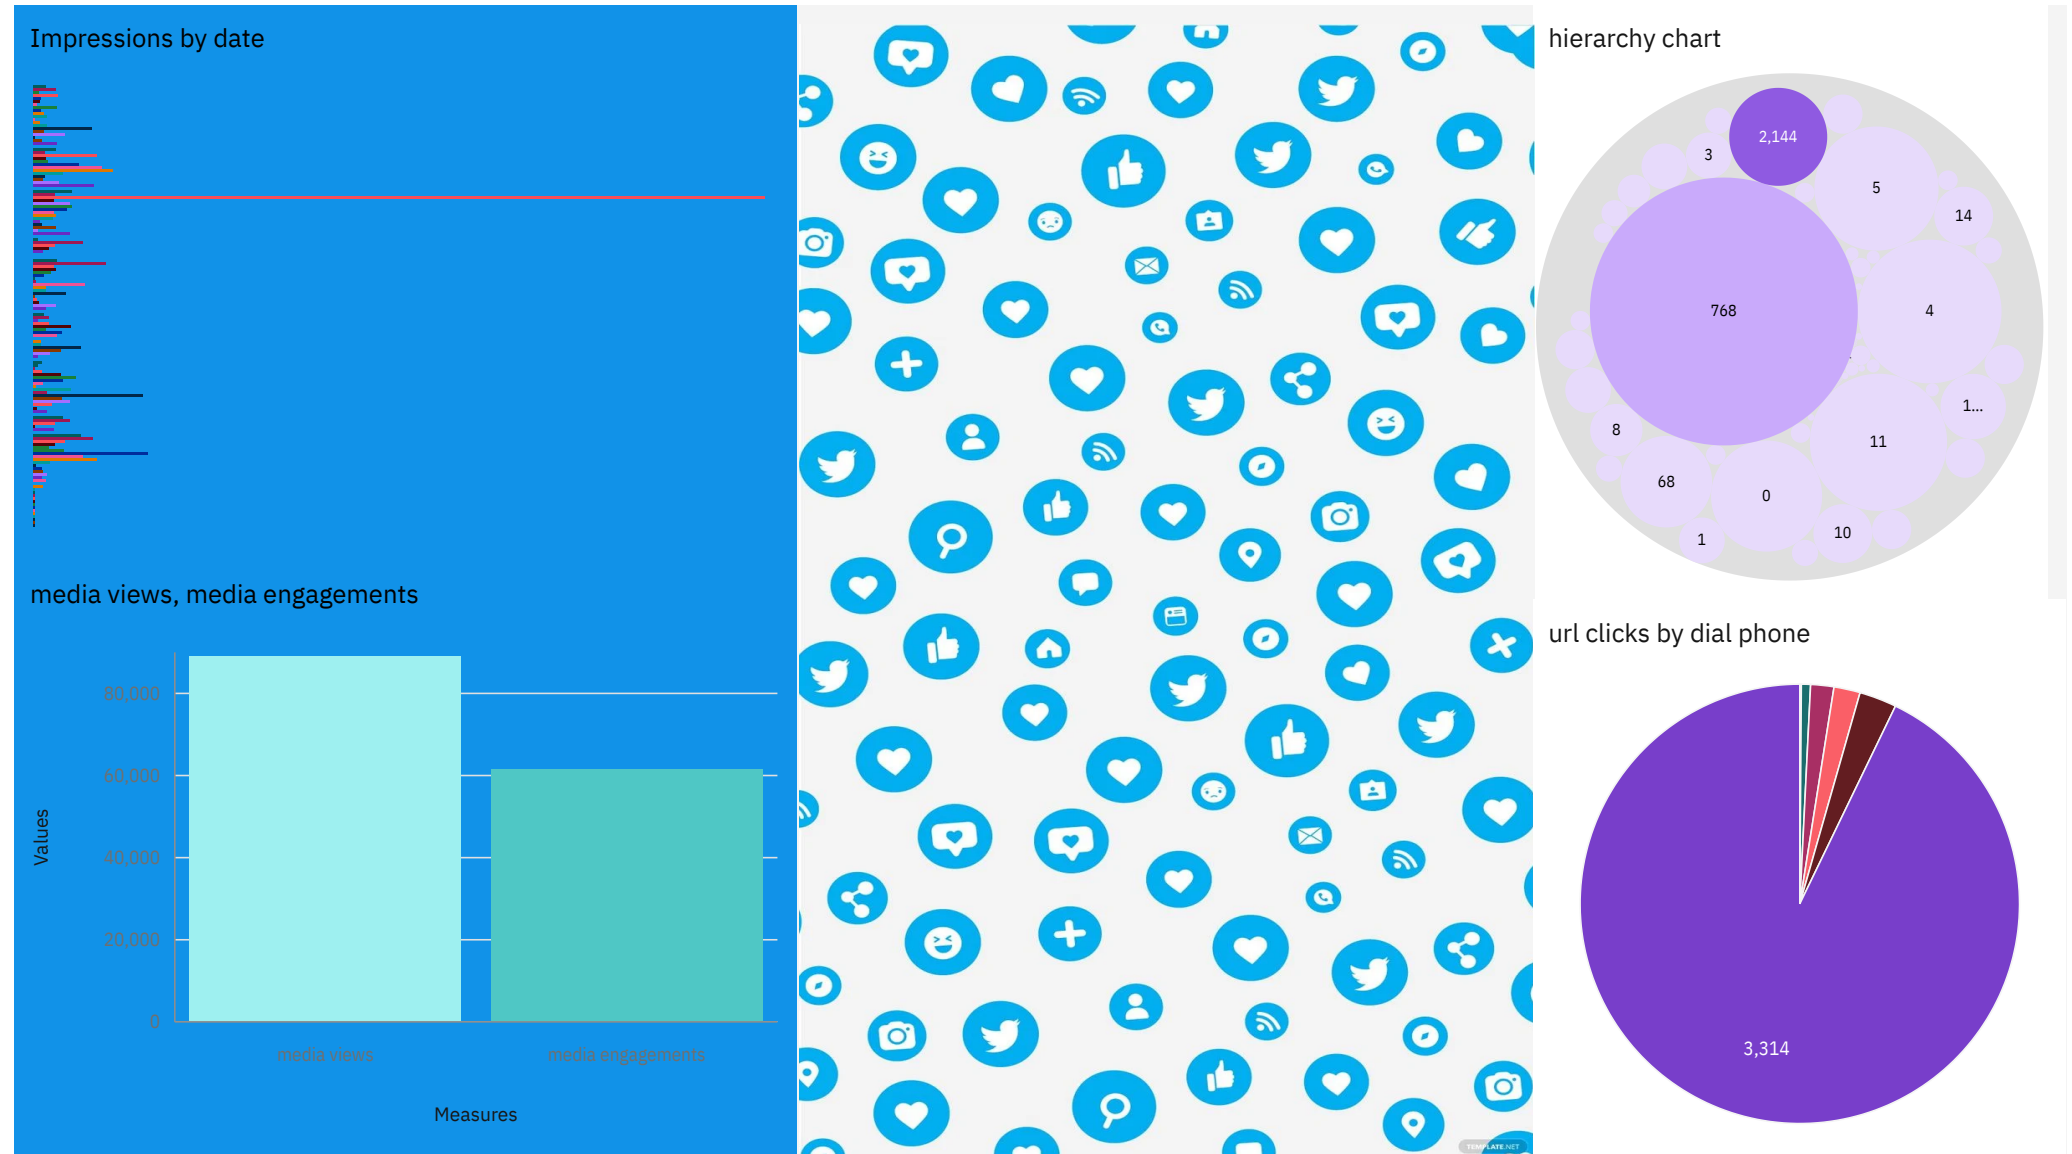 Impressions by date
media views, media engagements
80,000
60,000
40,000
20,000
0
Values
media views
media engagements
Measures
TEMPLATE.NET
hierarchy chart
2,144
3
5
14
768
4
1...
8
11
68
0
1
10
url clicks by dial phone
3,314